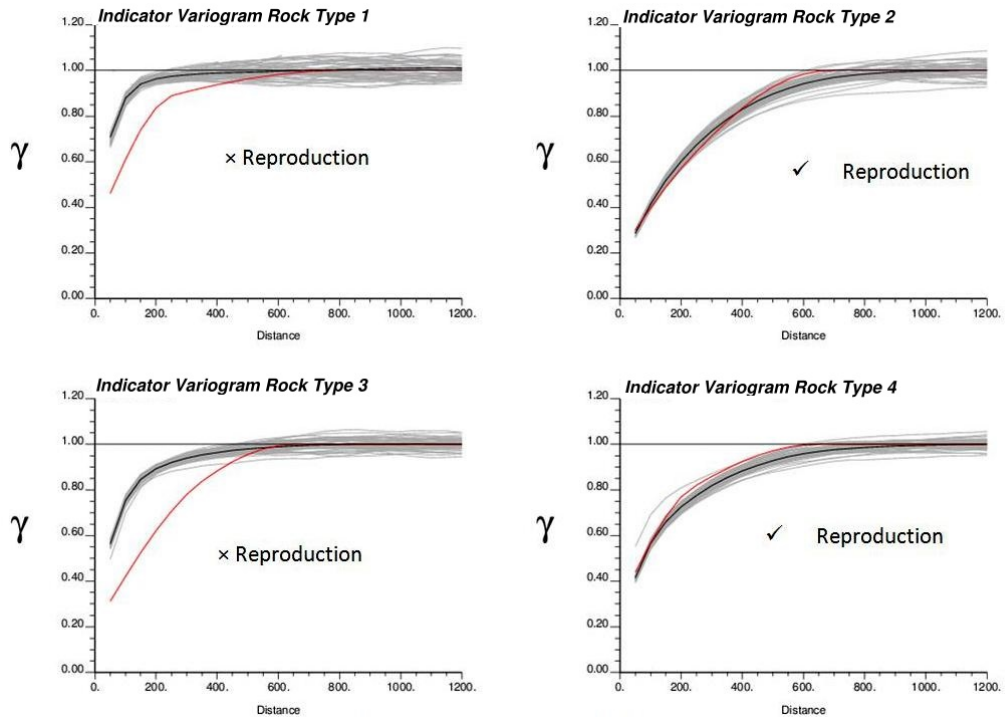 Indicator Variogram Rock Type 1
1.20
1.00
0.80
0.60
0.40
0.20
0.00
γ
× Reproduction
0. 200. 400. 600. 800. 1000. 1200.
Distance
Indicator Variogram Rock Type 2
1.20
1.00
0.80
0.60
0.40
0.20
0.00
γ
✓ Reproduction
0. 200. 400. 600. 800. 1000. 1200.
Distance
Indicator Variogram Rock Type 3
1.20
1.00
0.80
0.60
0.40
0.20
0.00
γ
× Reproduction
0. 200. 400. 600. 800. 1000. 1200.
Distance
Indicator Variogram Rock Type 4
1.20
1.00
0.80
0.60
0.40
0.20
0.00
γ
✓ Reproduction
0. 200. 400. 600. 800. 1000. 1200.
Distance